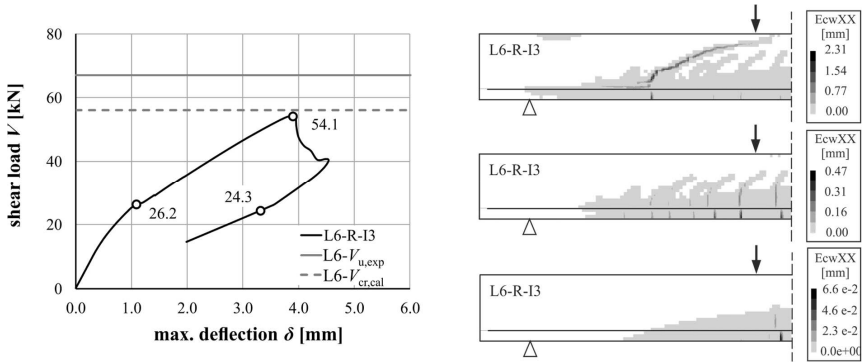 shear load V [kN]
80
60
40
20
0
0.0 1.0 2.0 3.0 4.0 5.0 6.0
max. deflection δ [mm]
54.1
26.2
24.3
L6-R-I3
L6-Vu,exp
L6-Vcr,cal
L6-R-I3
EcwXX
[mm]
2.31
1.54
0.77
0.00
L6-R-I3
EcwXX
[mm]
0.47
0.31
0.16
0.00
L6-R-I3
EcwXX
[mm]
6.6 e-2
4.6 e-2
2.3 e-2
0.0e+00